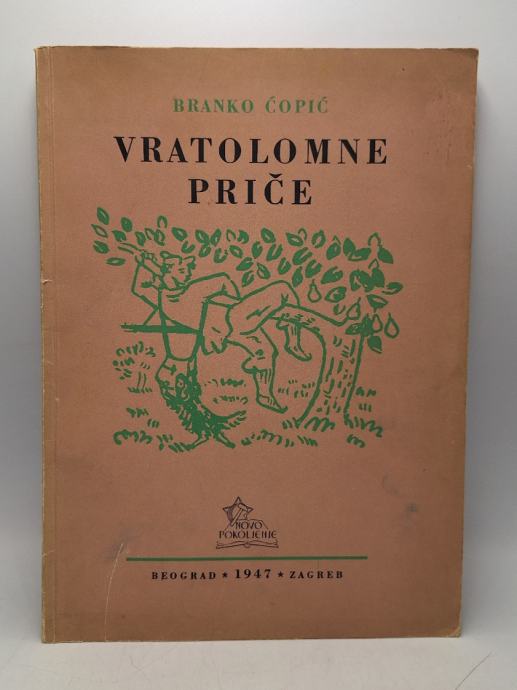 BRANKO ĆOPIĆ
VRATOLOMNE
PRIČE
NOVO
POKOLJENJE
BEOGRAD ★ 1947 ★ ZAGREB